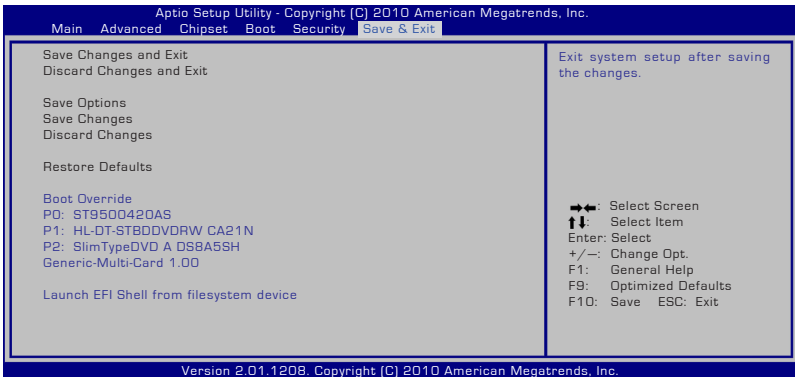 Aptio Setup Utility - Copyright (C) 2010 American Megatrends, Inc.
Main Advanced Chipset Boot Security Save & Exit
Save Changes and Exit
Discard Changes and Exit
Save Options
Save Changes
Discard Changes
Restore Defaults
Boot Override
P0: ST9500420AS
P1: HL-DT-STBDDVDRW CA21N
P2: SlimTypeDVD A DS8A5SH
Generic-Multi-Card 1.00
Launch EFI Shell from filesystem device
Exit system setup after saving
the changes.
➡⬅: Select Screen
⬆⬇: Select Item
Enter: Select
+/—: Change Opt.
F1: General Help
F9: Optimized Defaults
F10: Save ESC: Exit
Version 2.01.1208. Copyright (C) 2010 American Megatrends, Inc.